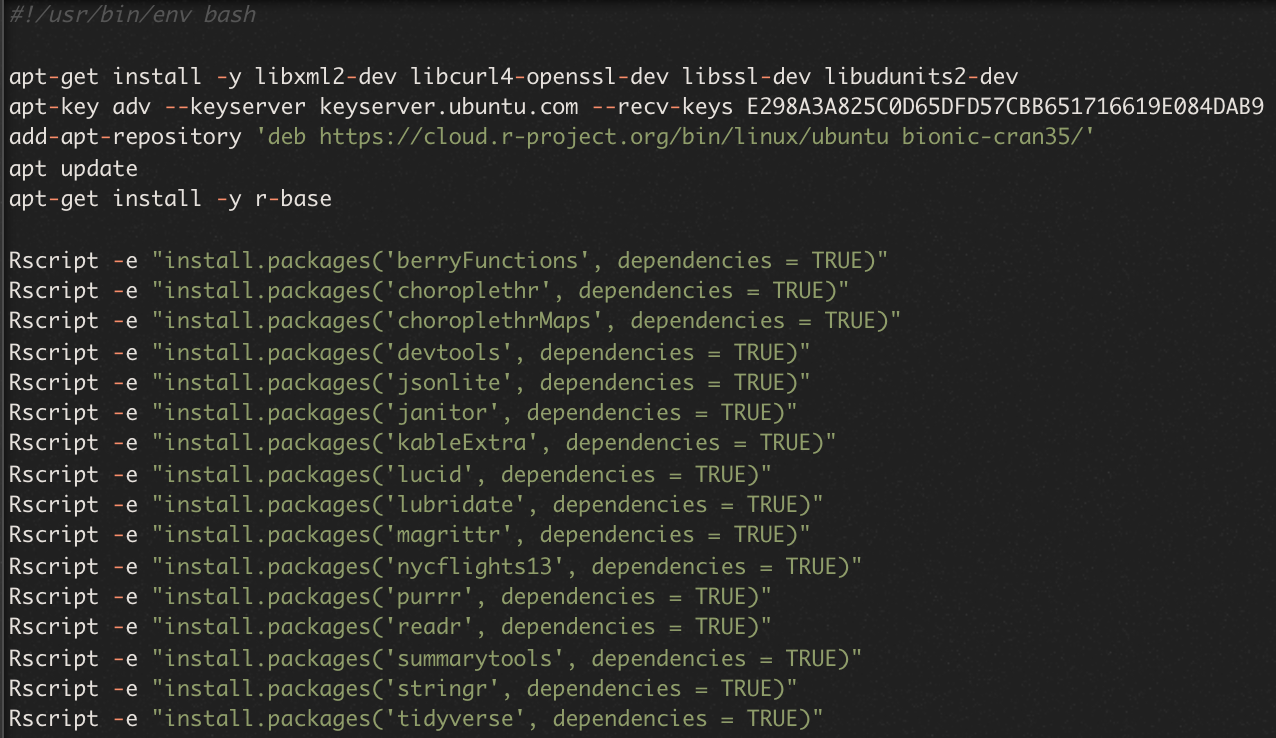 #!/usr/bin/env bash
apt-get install -y libxml2-dev libcurl4-openssl-dev libssl-dev libudunits2-dev
apt-key adv --keyserver keyserver.ubuntu.com --recv-keys E298A3A825C0D65DFD57CBB651716619E084DAB9
add-apt-repository 'deb https://cloud.r-project.org/bin/linux/ubuntu bionic-cran35/'
apt update
apt-get install -y r-base
Rscript -e "install.packages('berryFunctions', dependencies = TRUE)"
Rscript -e "install.packages('choroplethr', dependencies = TRUE)"
Rscript -e "install.packages('choroplethrMaps', dependencies = TRUE)"
Rscript -e "install.packages('devtools', dependencies = TRUE)"
Rscript -e "install.packages('jsonlite', dependencies = TRUE)"
Rscript -e "install.packages('janitor', dependencies = TRUE)"
Rscript -e "install.packages('kableExtra', dependencies = TRUE)"
Rscript -e "install.packages('lucid', dependencies = TRUE)"
Rscript -e "install.packages('lubridate', dependencies = TRUE)"
Rscript -e "install.packages('magrittr', dependencies = TRUE)"
Rscript -e "install.packages('nycflights13', dependencies = TRUE)"
Rscript -e "install.packages('purrr', dependencies = TRUE)"
Rscript -e "install.packages('readr', dependencies = TRUE)"
Rscript -e "install.packages('summarytools', dependencies = TRUE)"
Rscript -e "install.packages('stringr', dependencies = TRUE)"
Rscript -e "install.packages('tidyverse', dependencies = TRUE)"